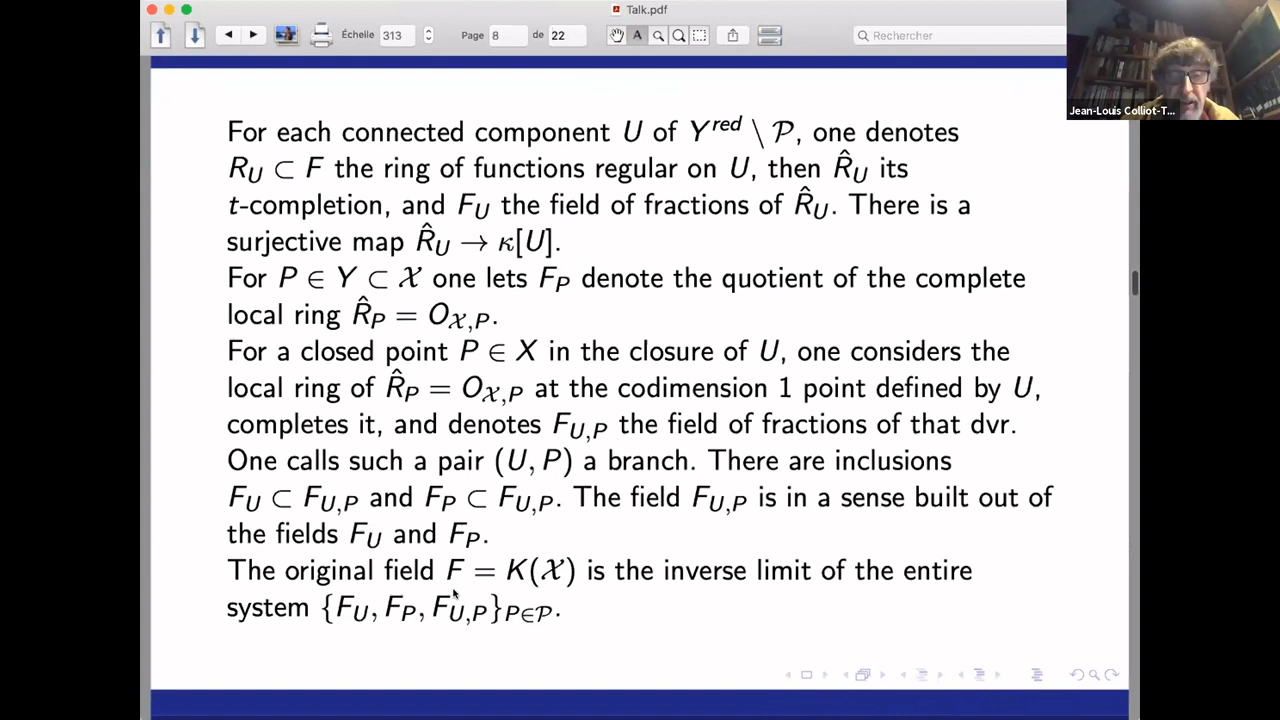 Talk.pdf
Échelle 313 Page 8 de 22 Rechercher
Jean-Louis Colliot-T...
For each connected component U of Y^{red} \ 𝒫, one denotes
R_U ⊂ F the ring of functions regular on U, then R̂_U its
t-completion, and F_U the field of fractions of R̂_U. There is a
surjective map R̂_U → κ[U].
For P ∈ Y ⊂ 𝒳 one lets F_P denote the quotient of the complete
local ring R̂_P = O_{𝒳,P}.
For a closed point P ∈ X in the closure of U, one considers the
local ring of R̂_P = O_{𝒳,P} at the codimension 1 point defined by U,
completes it, and denotes F_{U,P} the field of fractions of that dvr.
One calls such a pair (U, P) a branch. There are inclusions
F_U ⊂ F_{U,P} and F_P ⊂ F_{U,P}. The field F_{U,P} is in a sense built out of
the fields F_U and F_P.
The original field F = K(𝒳) is the inverse limit of the entire
system {F_U, F_P, F_{U,P}}_{P∈𝒫}.